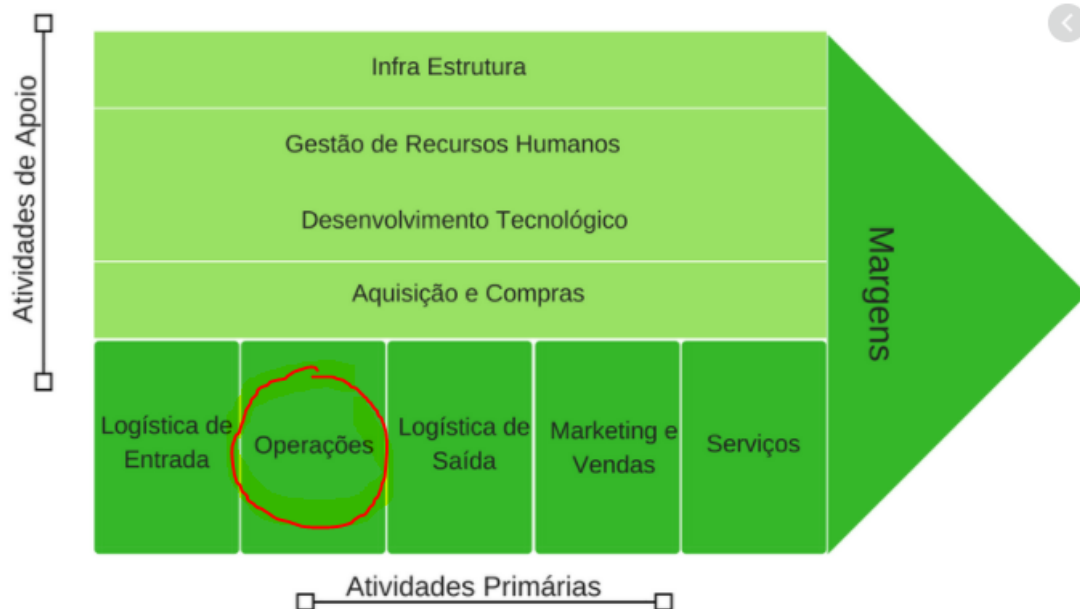 Atividades de Apoio
Infra Estrutura
Gestão de Recursos Humanos
Desenvolvimento Tecnológico
Aquisição e Compras
Margens
Logística de
Entrada
Operações
Logística de
Saída
Marketing e
Vendas
Serviços
Atividades Primárias